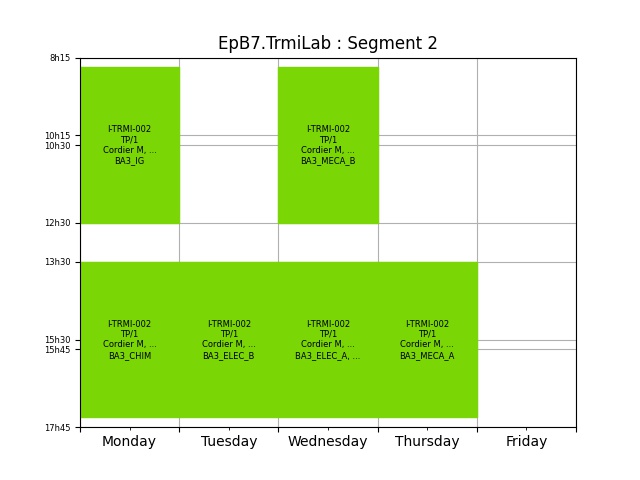 EpB7.TrmiLab : Segment 2
8h15
I-TRMI-002
TP/1
Cordier M, ...
BA3_IG
I-TRMI-002
TP/1
Cordier M, ...
BA3_MECA_B
10h15
10h30
12h30
13h30
I-TRMI-002
TP/1
Cordier M, ...
BA3_CHIM
I-TRMI-002
TP/1
Cordier M, ...
BA3_ELEC_B
I-TRMI-002
TP/1
Cordier M, ...
BA3_ELEC_A, ...
I-TRMI-002
TP/1
Cordier M, ...
BA3_MECA_A
15h30
15h45
17h45
Monday Tuesday Wednesday Thursday Friday